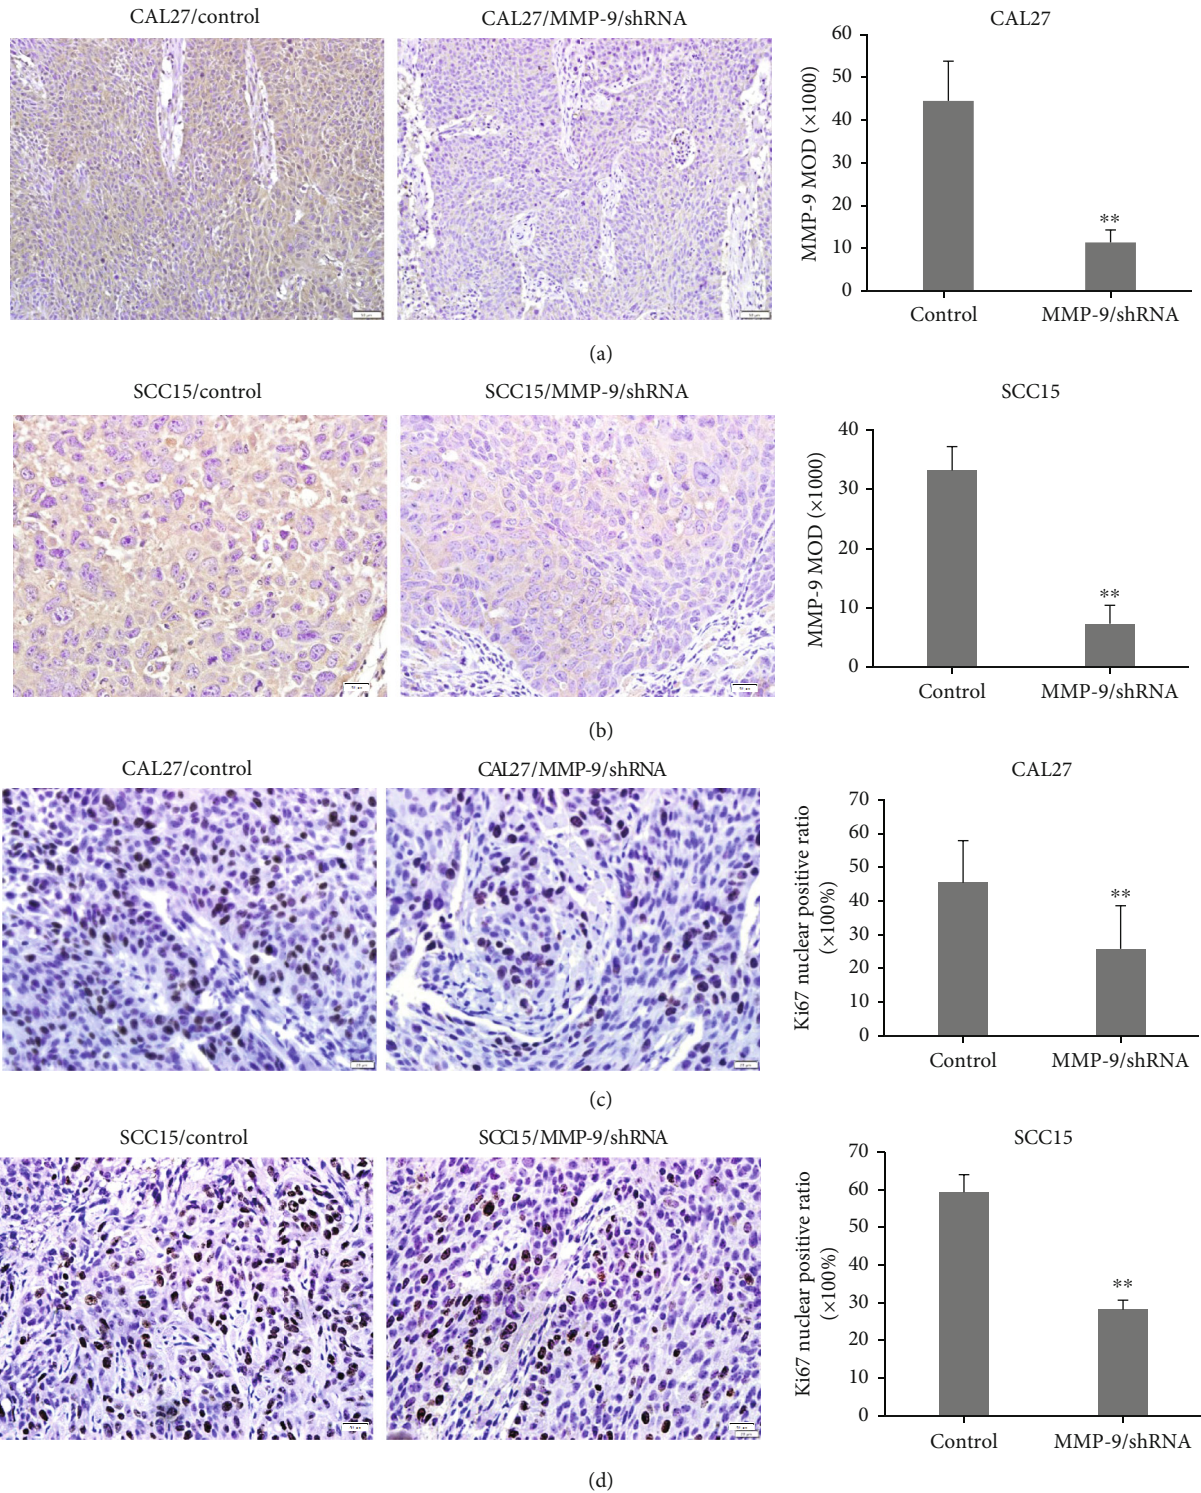 CAL27/control
CAL27/MMP-9/shRNA
CAL27
MMP-9 MOD (×1000)
60
50
40
30
20
10
0
**
Control
MMP-9/shRNA
(a)
SCC15/control
SCC15/MMP-9/shRNA
SCC15
MMP-9 MOD (×1000)
40
30
20
10
0
**
Control
MMP-9/shRNA
(b)
CAL27/control
CAL27/MMP-9/shRNA
CAL27
Ki67 nuclear positive ratio
(×100%)
70
60
50
40
30
20
10
0
**
Control
MMP-9/shRNA
(c)
SCC15/control
SCC15/MMP-9/shRNA
SCC15
Ki67 nuclear positive ratio
(×100%)
70
60
50
40
30
20
10
0
**
Control
MMP-9/shRNA
(d)